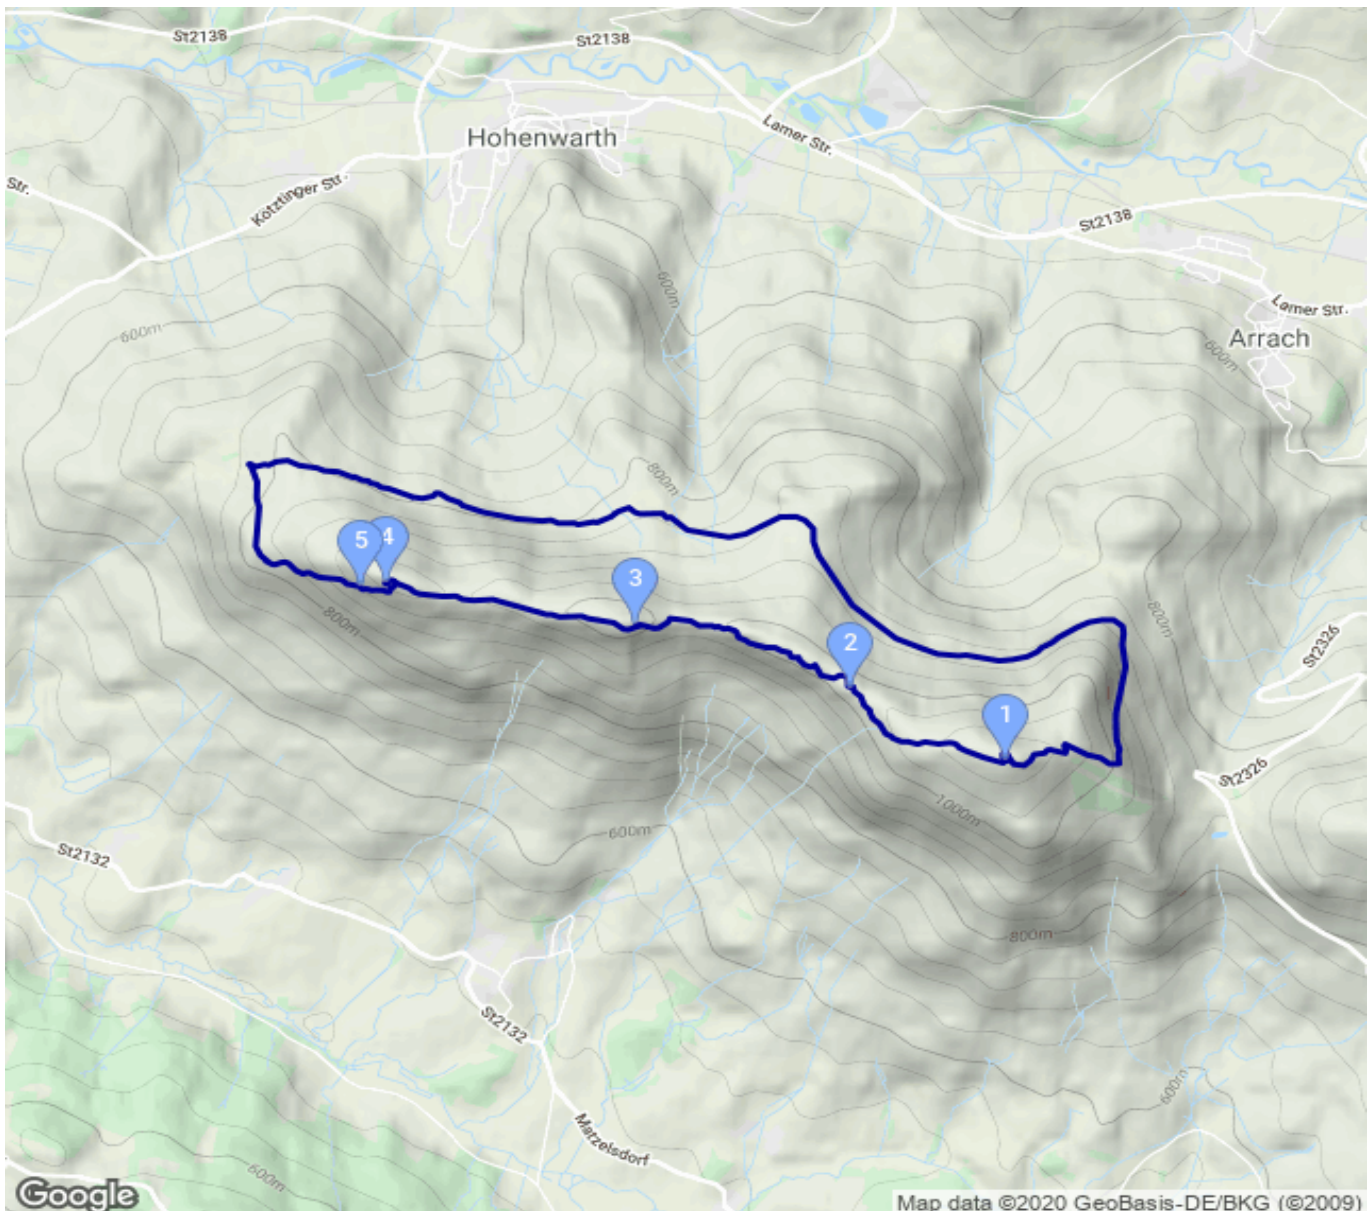 St2138
St2138
Hohenwarth
Lamer Str.
Str.
Kötztinger Str.
St2138
600m
Lamer Str.
600m
Arrach
600m
800m
5
4
3
800m
800m
2
St2326
1
St2326
1000m
600m
St2132
800m
St2132
600m
Matzelsdorf
600m
Google
Map data ©2020 GeoBasis-DE/BKG (©2009)